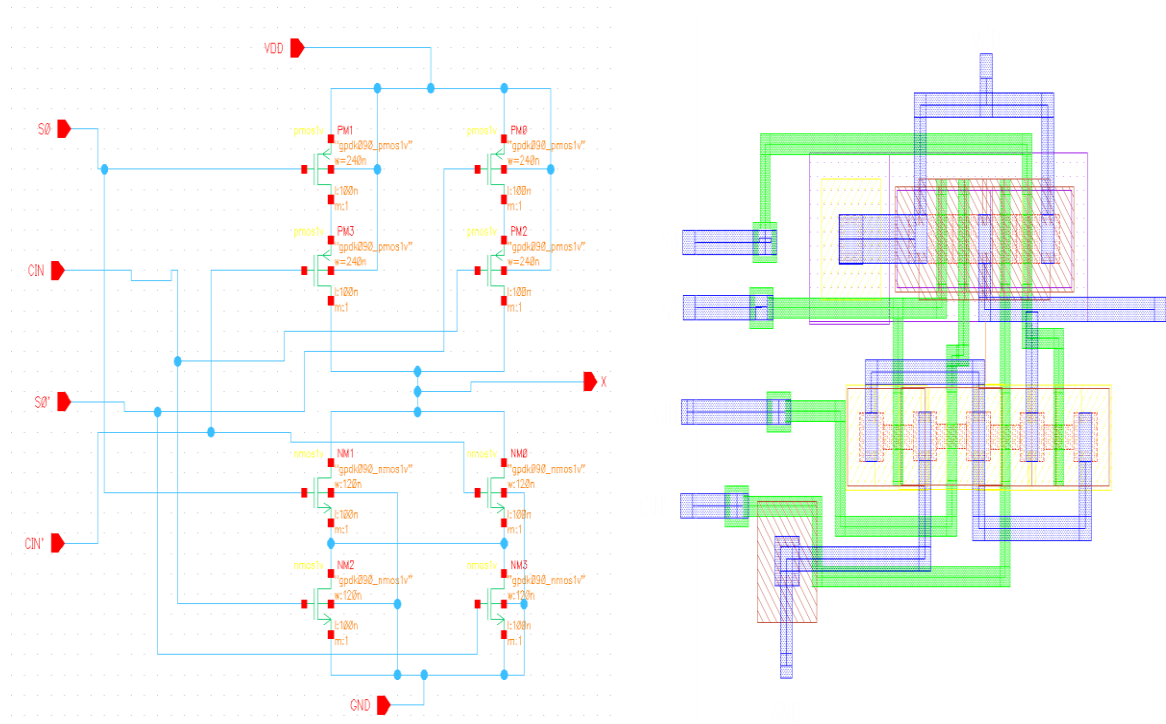 VDD
S0
pmos1v PM1
"gpdk090_pmos1v"
w=240n
l:100n
m:1
pmos1v PM0
"gpdk090_pmos1v"
w=240n
l:100n
m:1
CIN
pmos1v PM3
"gpdk090_pmos1v"
w=240n
l:100n
m:1
pmos1v PM2
"gpdk090_pmos1v"
w=240n
l:100n
m:1
X
S0'
nmos1v NM1
"gpdk090_nmos1v"
w:120n
l:100n
m:1
nmos1v NM0
"gpdk090_nmos1v"
w:120n
l:100n
m:1
CIN'
nmos1v NM2
"gpdk090_nmos1v"
w:120n
l:100n
m:1
nmos1v NM3
"gpdk090_nmos1v"
w:120n
l:100n
m:1
GND